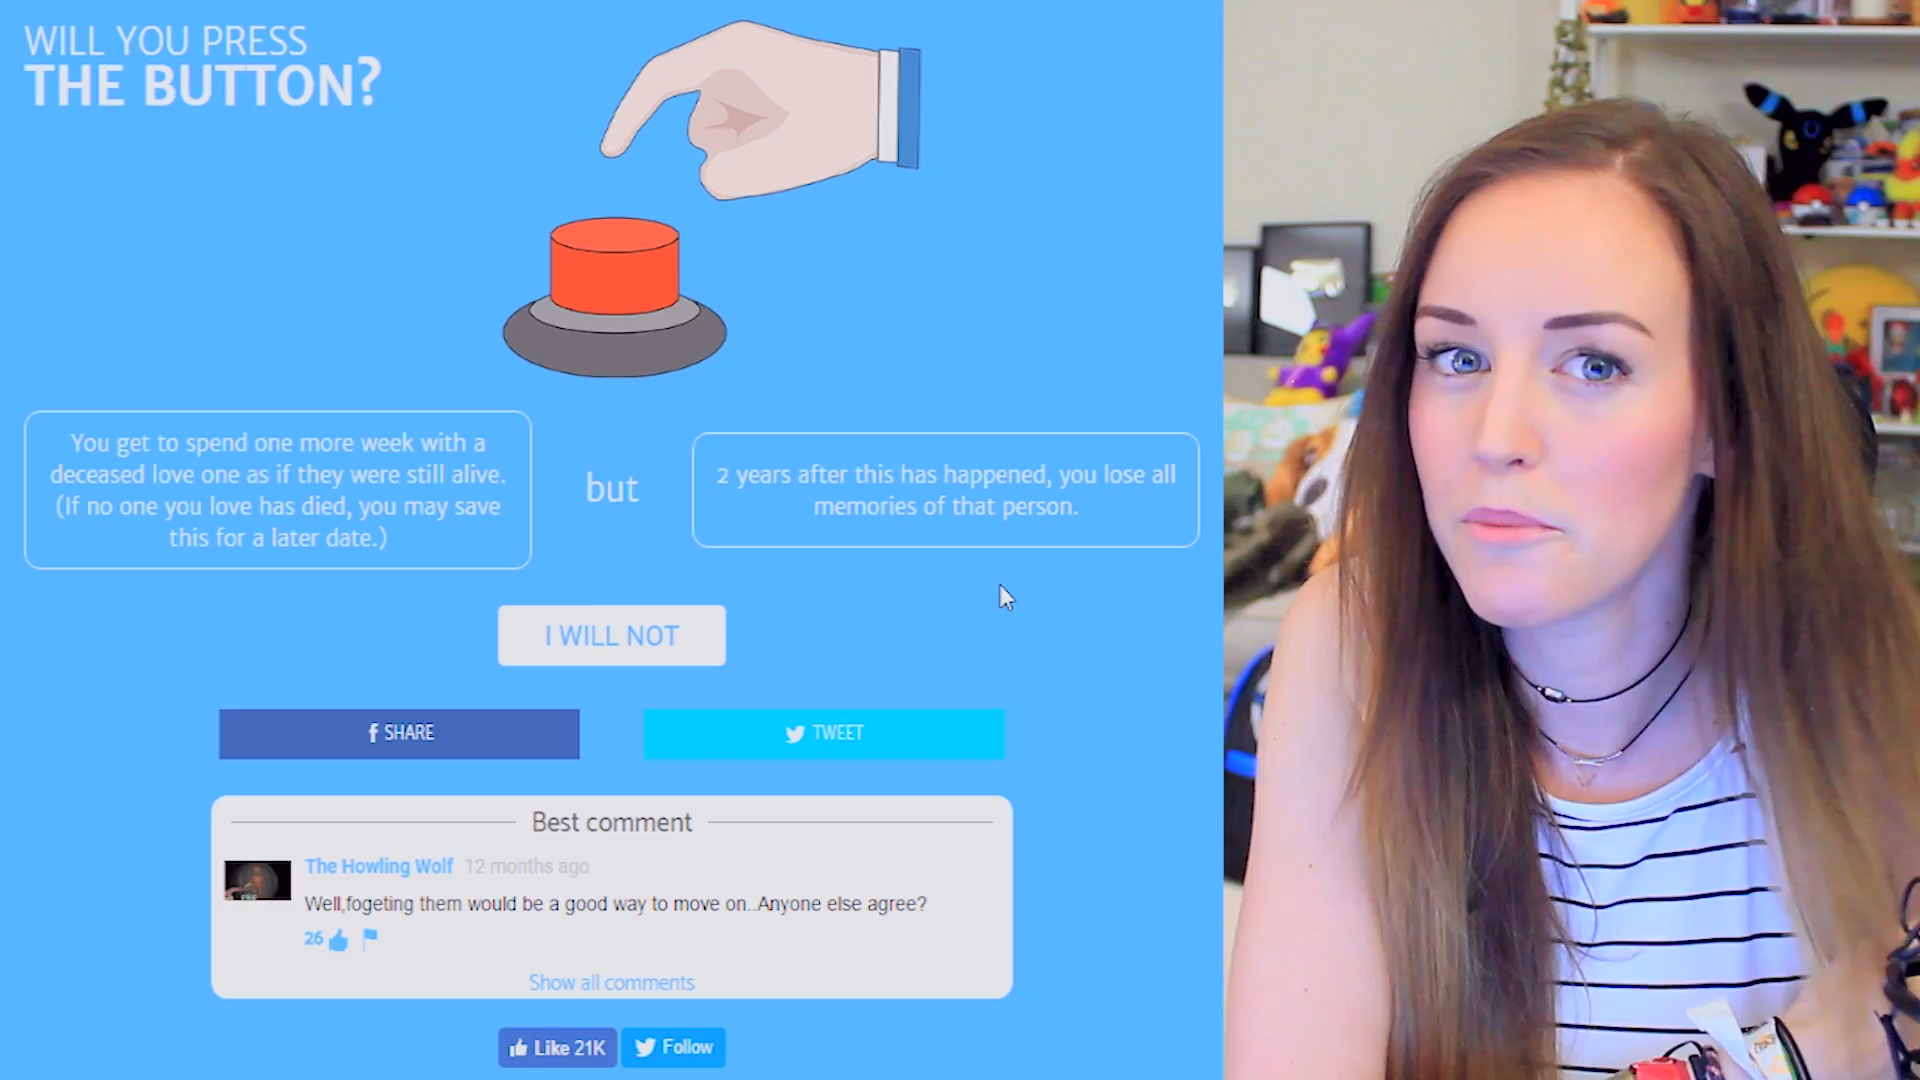 WILL YOU PRESS
THE BUTTON?
You get to spend one more week with a
deceased love one as if they were still alive.
(If no one you love has died, you may save
this for a later date.)
but
2 years after this has happened, you lose all
memories of that person.
I WILL NOT
SHARE
TWEET
Best comment
The Howling Wolf 12 months ago
Well,fogeting them would be a good way to move on..Anyone else agree?
26
Show all comments
Like 21K
Follow